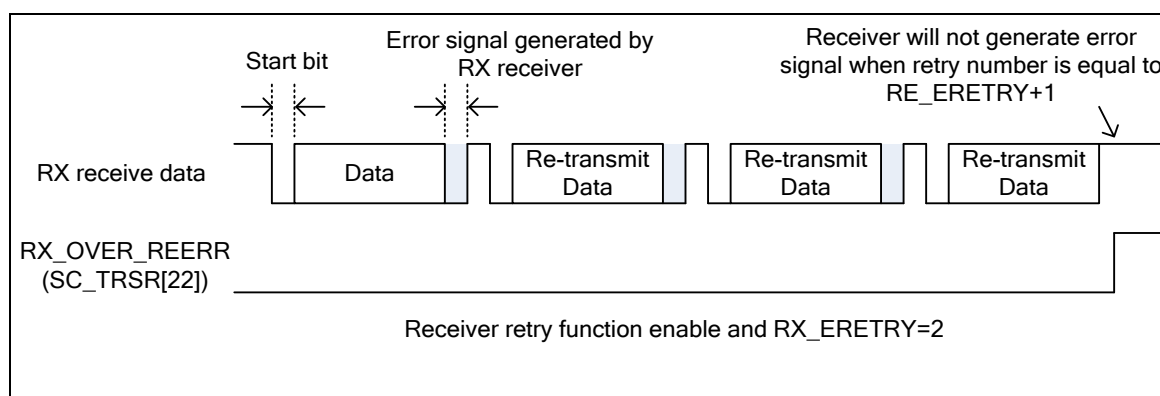 Start bit
Error signal generated by
RX receiver
Receiver will not generate error
signal when retry number is equal to
RE_ERETRY+1
RX receive data
Data
Re-transmit
Data
Re-transmit
Data
Re-transmit
Data
RX_OVER_REERR
(SC_TRSR[22])
Receiver retry function enable and RX_ERETRY=2